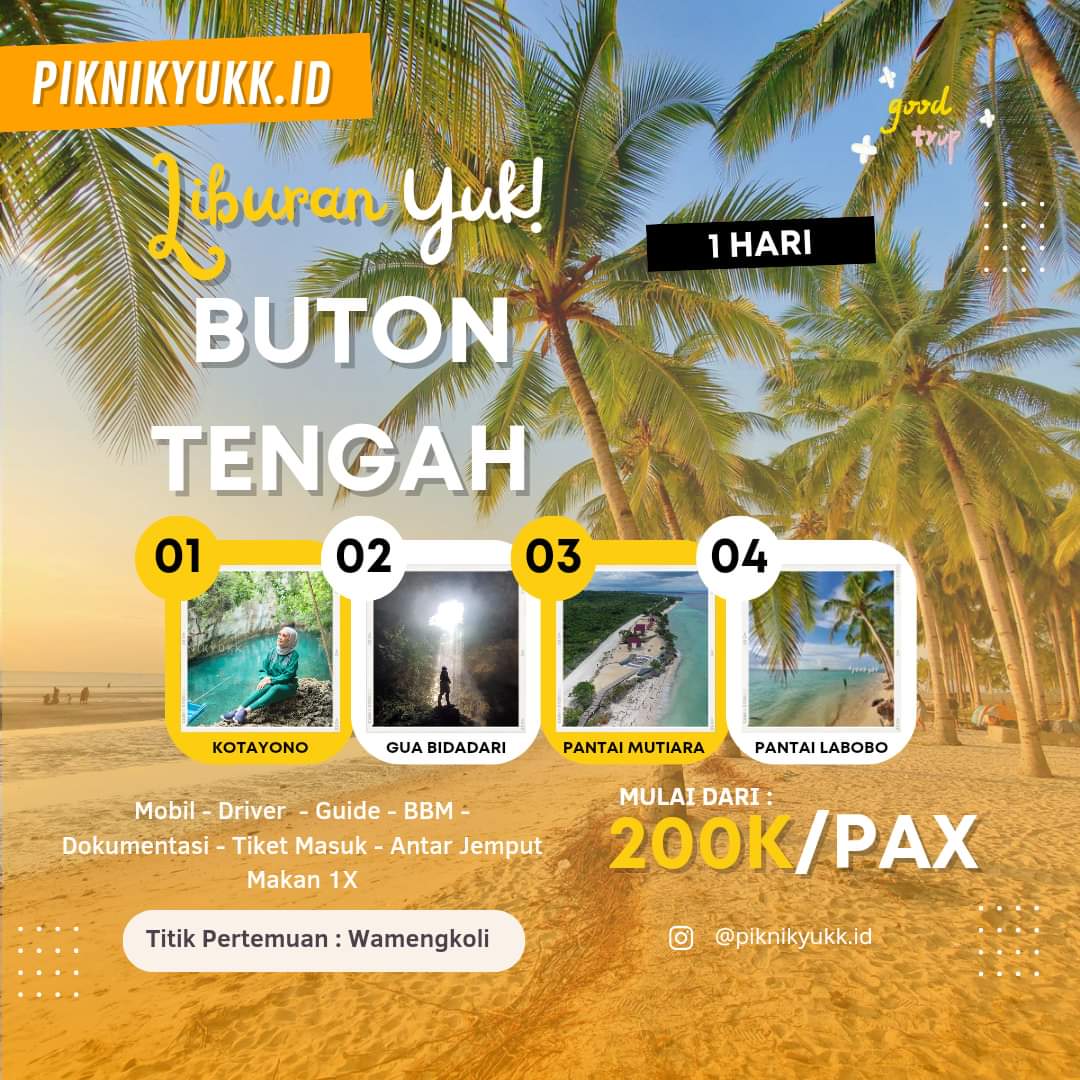 PIKNIKYUKK.ID
good
trip
Liburan Yuk!
1 HARI
BUTON
TENGAH
01
02
03
04
KOTAYONO
GUA BIDADARI
PANTAI MUTIARA
PANTAI LABOBO
Mobil - Driver - Guide - BBM -
Dokumentasi - Tiket Masuk - Antar Jemput
Makan 1X
MULAI DARI :
200K/PAX
Titik Pertemuan : Wamengkoli
@piknikyukk.id